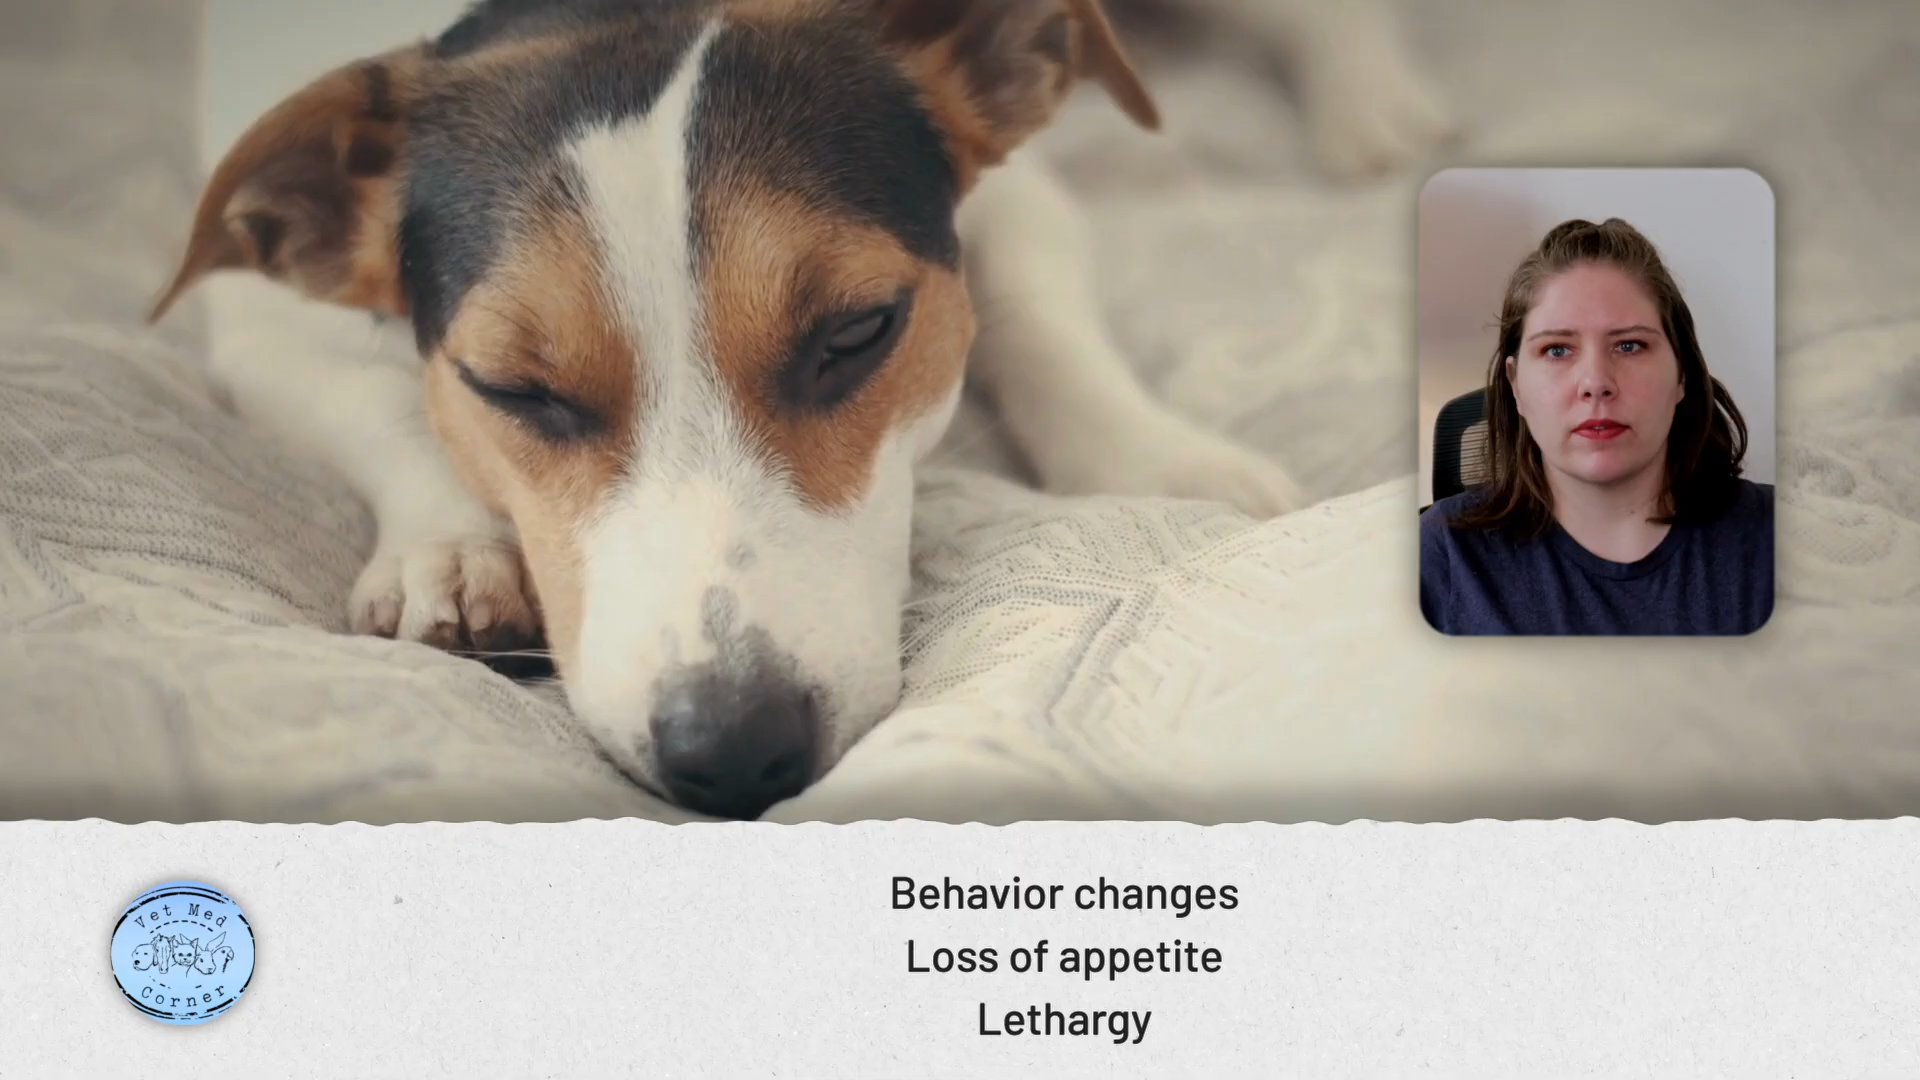 Vet Med
Corner
Behavior changes
Loss of appetite
Lethargy